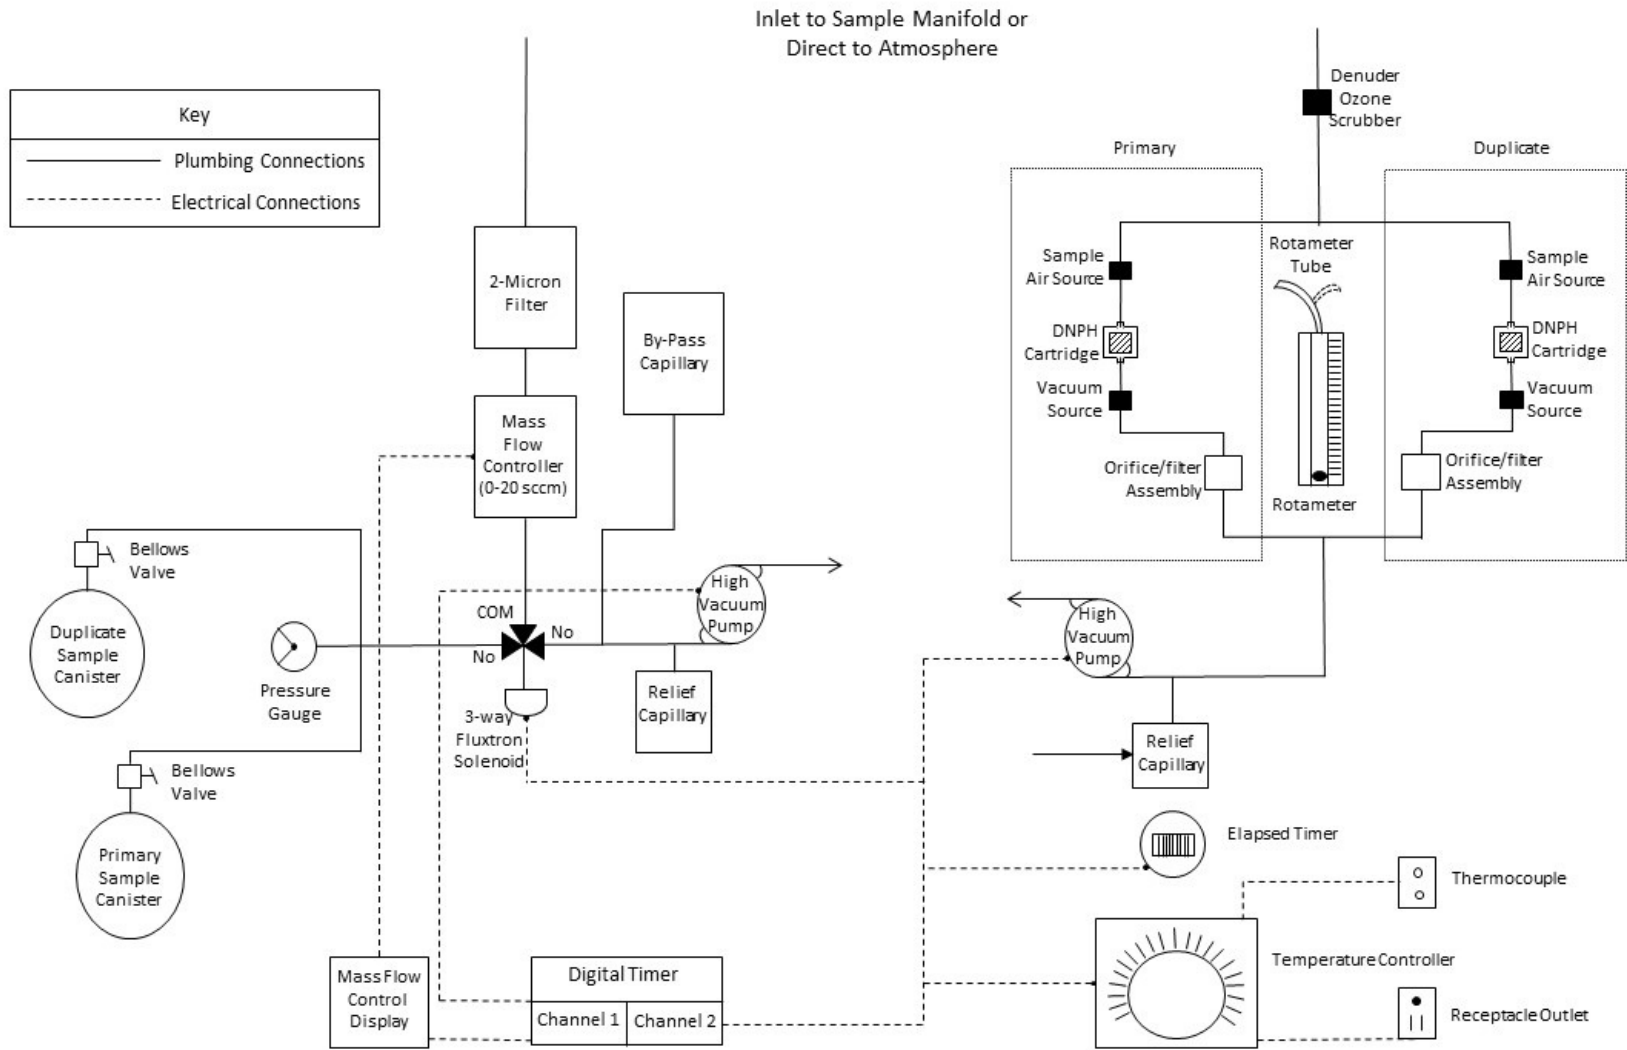 Inlet to Sample Manifold or
Direct to Atmosphere
Key
Plumbing Connections
Electrical Connections
2-Micron
Filter
By-Pass
Capillary
Mass
Flow
Controller
(0-20 sccm)
Bellows
Valve
Duplicate
Sample
Canister
Pressure
Gauge
COM
No
No
High
Vacuum
Pump
3-way
Fluxtron
Solenoid
Relief
Capillary
Bellows
Valve
Primary
Sample
Canister
Mass Flow
Control
Display
Digital Timer
Channel 1
Channel 2
Denuder
Ozone
Scrubber
Primary
Duplicate
Sample
Air Source
DNPH
Cartridge
Vacuum
Source
Orifice/filter
Assembly
Rotameter
Tube
Rotameter
Sample
Air Source
DNPH
Cartridge
Vacuum
Source
Orifice/filter
Assembly
High
Vacuum
Pump
Relief
Capillary
Elapsed Timer
Thermocouple
Temperature Controller
Receptacle Outlet